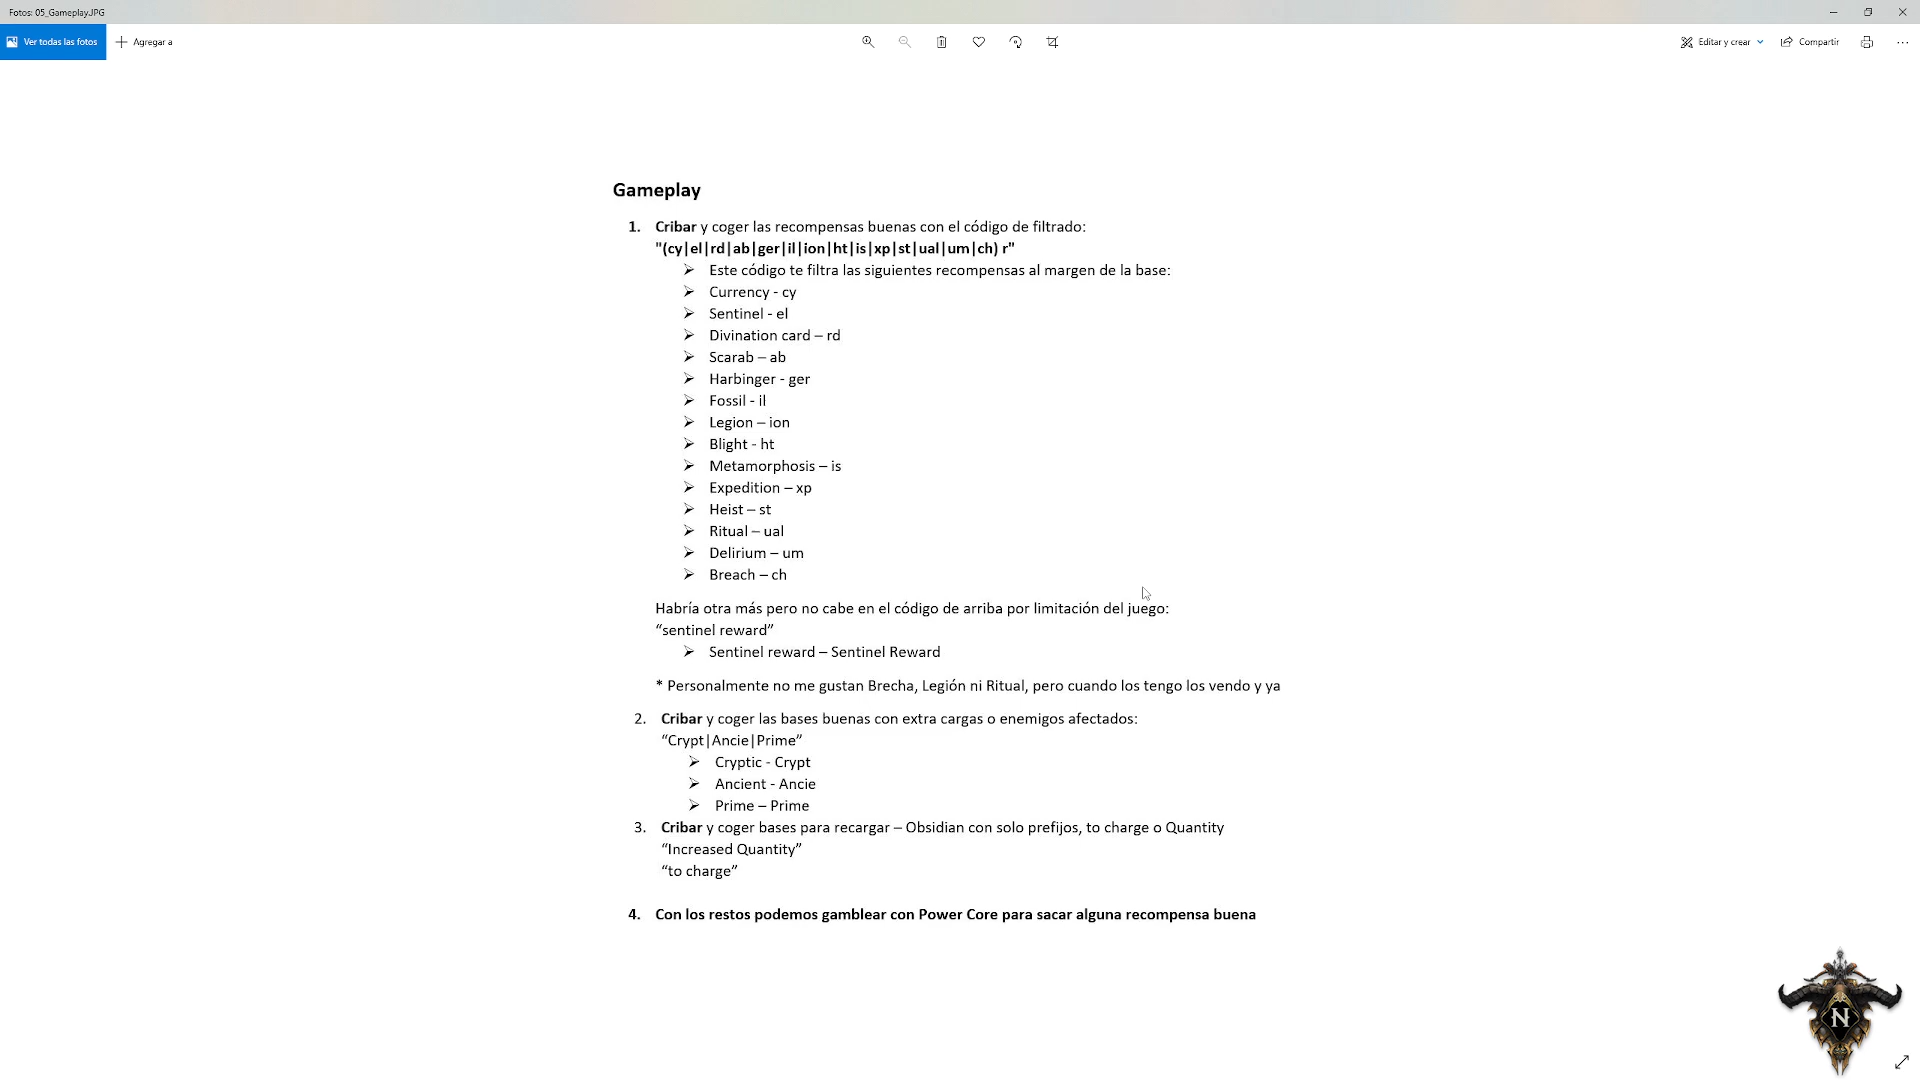 Fotos: 05_Gameplay.JPG
Ver todas las fotos
Agregar a
Editar y crear
Compartir
Gameplay
1. Cribar y coger las recompensas buenas con el código de filtrado:
"(cy|el|rd|ab|ger|il|ion|ht|is|xp|st|ual|um|ch) r"
➢ Este código te filtra las siguientes recompensas al margen de la base:
➢ Currency - cy
➢ Sentinel - el
➢ Divination card – rd
➢ Scarab – ab
➢ Harbinger - ger
➢ Fossil - il
➢ Legion – ion
➢ Blight - ht
➢ Metamorphosis – is
➢ Expedition – xp
➢ Heist – st
➢ Ritual – ual
➢ Delirium – um
➢ Breach – ch
Habría otra más pero no cabe en el código de arriba por limitación del juego:
“sentinel reward”
➢ Sentinel reward – Sentinel Reward
* Personalmente no me gustan Brecha, Legión ni Ritual, pero cuando los tengo los vendo y ya
2. Cribar y coger las bases buenas con extra cargas o enemigos afectados:
“Crypt|Ancie|Prime”
➢ Cryptic - Crypt
➢ Ancient - Ancie
➢ Prime – Prime
3. Cribar y coger bases para recargar – Obsidian con solo prefijos, to charge o Quantity
“Increased Quantity”
“to charge”
4. Con los restos podemos gamblear con Power Core para sacar alguna recompensa buena
N